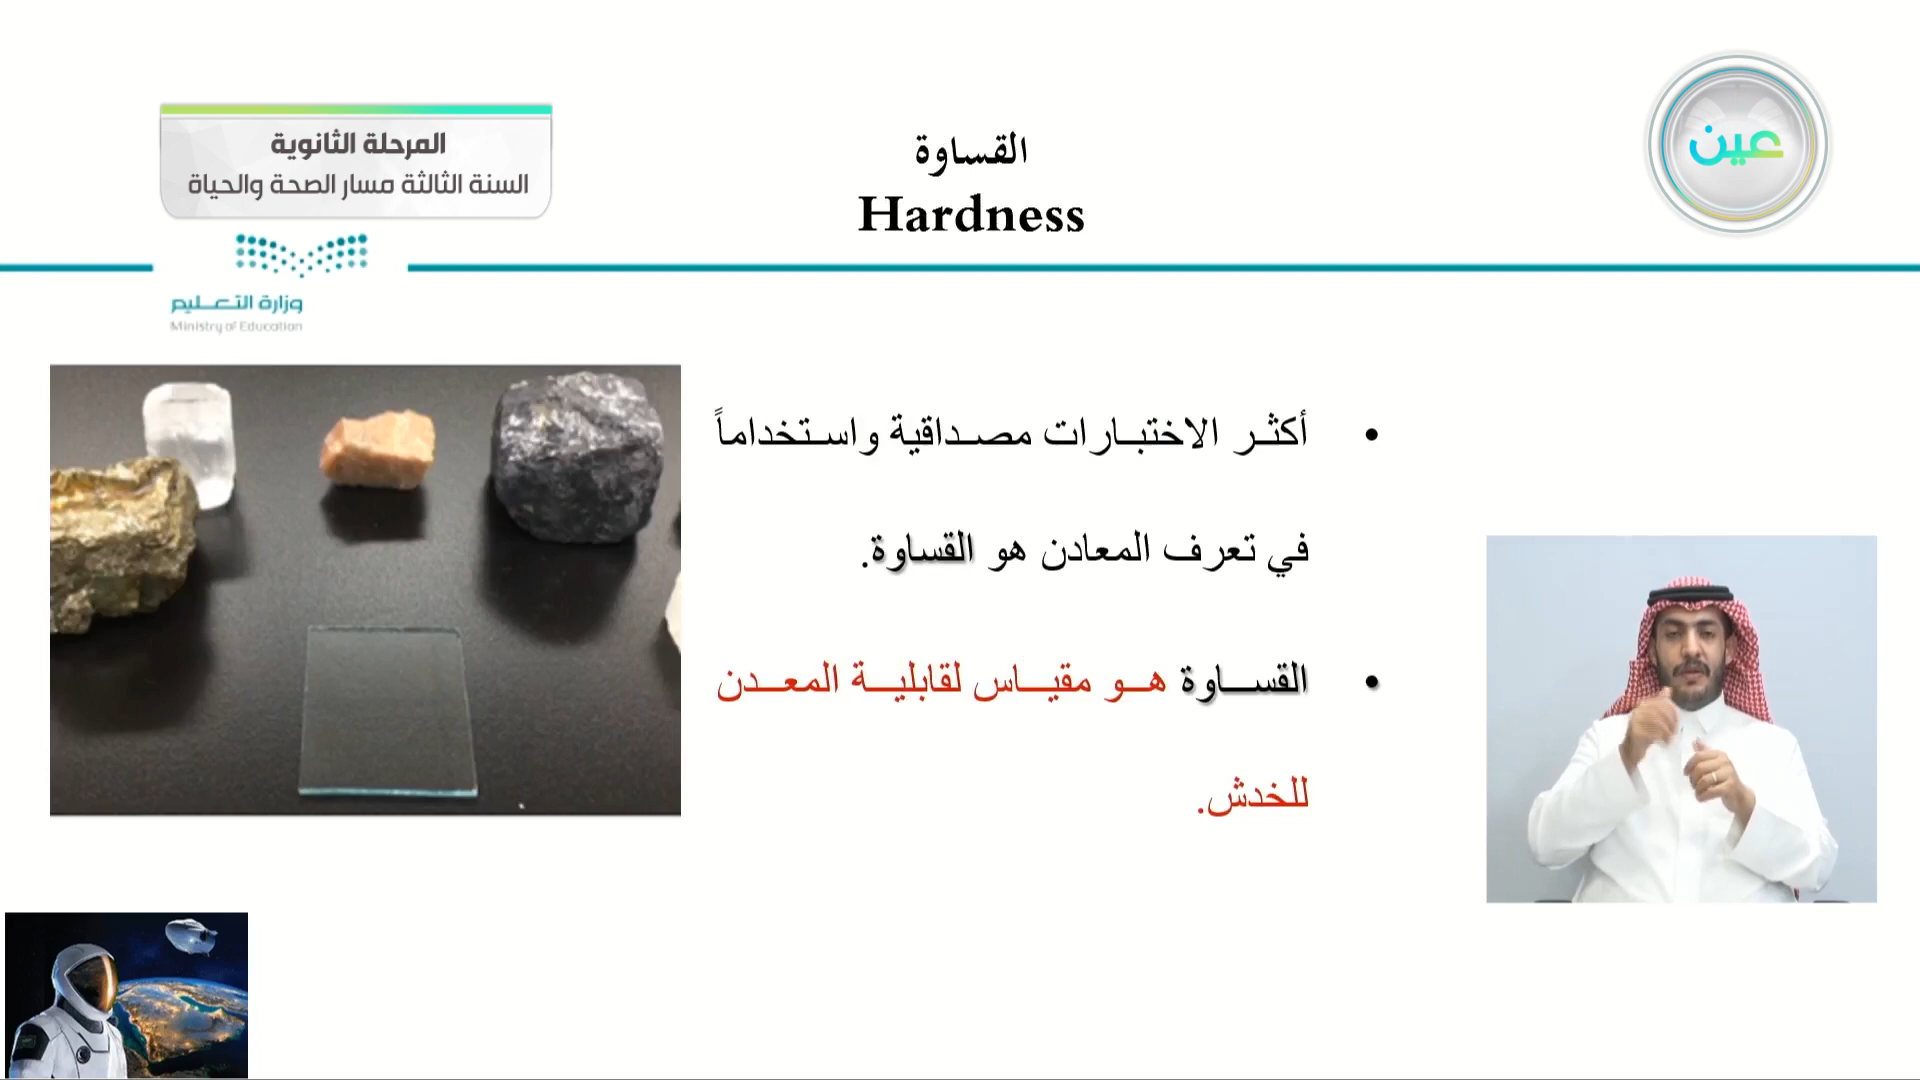 المرحلة الثانوية
السنة الثالثة مسار الصحة والحياة
القساوة
Hardness
عين
وزارة التعليم
Ministry of Education
• أكثر الاختبارات مصداقية واستخداماً
في تعرف المعادن هو القساوة.
• القساوة هو مقياس لقابلية المعدن
للخدش.